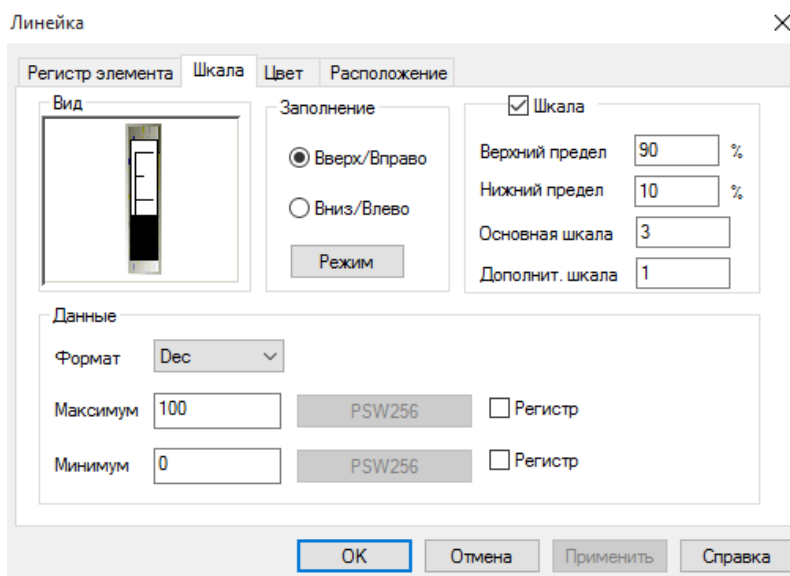 Линейка
Регистр элемента Шкала Цвет Расположение
Вид
Заполнение
Вверх/Вправо
Вниз/Влево
Режим
Шкала
Верхний предел 90 %
Нижний предел 10 %
Основная шкала 3
Дополнит. шкала 1
Данные
Формат Dec
Максимум 100 PSW256 Регистр
Минимум 0 PSW256 Регистр
OK Отмена Применить Справка